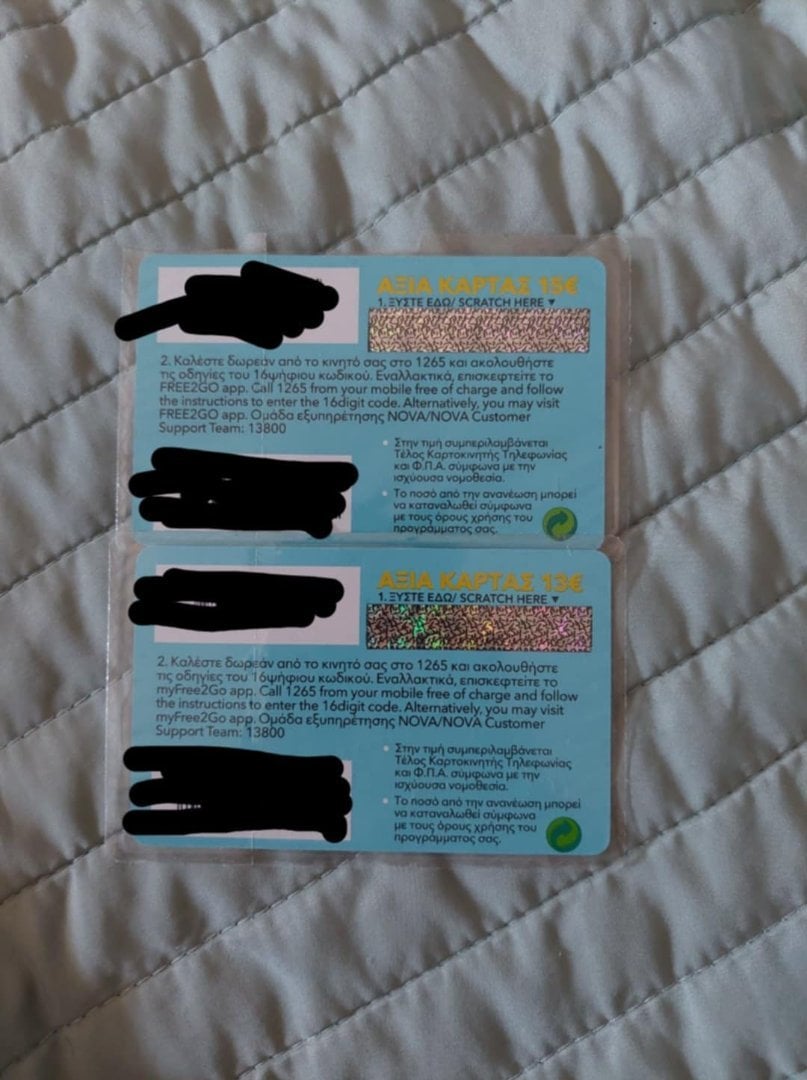 ΑΞΙΑ ΚΑΡΤΑΣ 13€
1. ΞΥΣΤΕ ΕΔΩ/ SCRATCH HERE ▼
2. Καλέστε δωρεάν από το κινητό σας στο 1265 και ακολουθήστε
τις οδηγίες του 16ψήφιου κωδικού. Εναλλακτικά, επισκεφτείτε το
FREE2GO app. Call 1265 from your mobile free of charge and follow
the instructions to enter the 16digit code. Alternatively, you may visit
FREE2GO app. Ομάδα εξυπηρέτησης NOVA/NOVA Customer
Support Team: 13800
• Στην τιμή συμπεριλαμβάνεται
Τέλος Καρτοκινητής Τηλεφωνίας
και Φ.Π.Α. σύμφωνα με την
ισχύουσα νομοθεσία.
• Το ποσό από την ανανέωση μπορεί
να καταναλωθεί σύμφωνα
με τους όρους χρήσης του
προγράμματος σας.
ΑΞΙΑ ΚΑΡΤΑΣ 13€
1. ΞΥΣΤΕ ΕΔΩ/ SCRATCH HERE ▼
2. Καλέστε δωρεάν από το κινητό σας στο 1265 και ακολουθήστε
τις οδηγίες του 16ψήφιου κωδικού. Εναλλακτικά, επισκεφτείτε το
myFree2Go app. Call 1265 from your mobile free of charge and follow
the instructions to enter the 16digit code. Alternatively, you may visit
myFree2Go app. Ομάδα εξυπηρέτησης NOVA/NOVA Customer
Support Team: 13800
• Στην τιμή συμπεριλαμβάνεται
Τέλος Καρτοκινητής Τηλεφωνίας
και Φ.Π.Α. σύμφωνα με την
ισχύουσα νομοθεσία.
• Το ποσό από την ανανέωση μπορεί
να καταναλωθεί σύμφωνα
με τους όρους χρήσης του
προγράμματος σας.